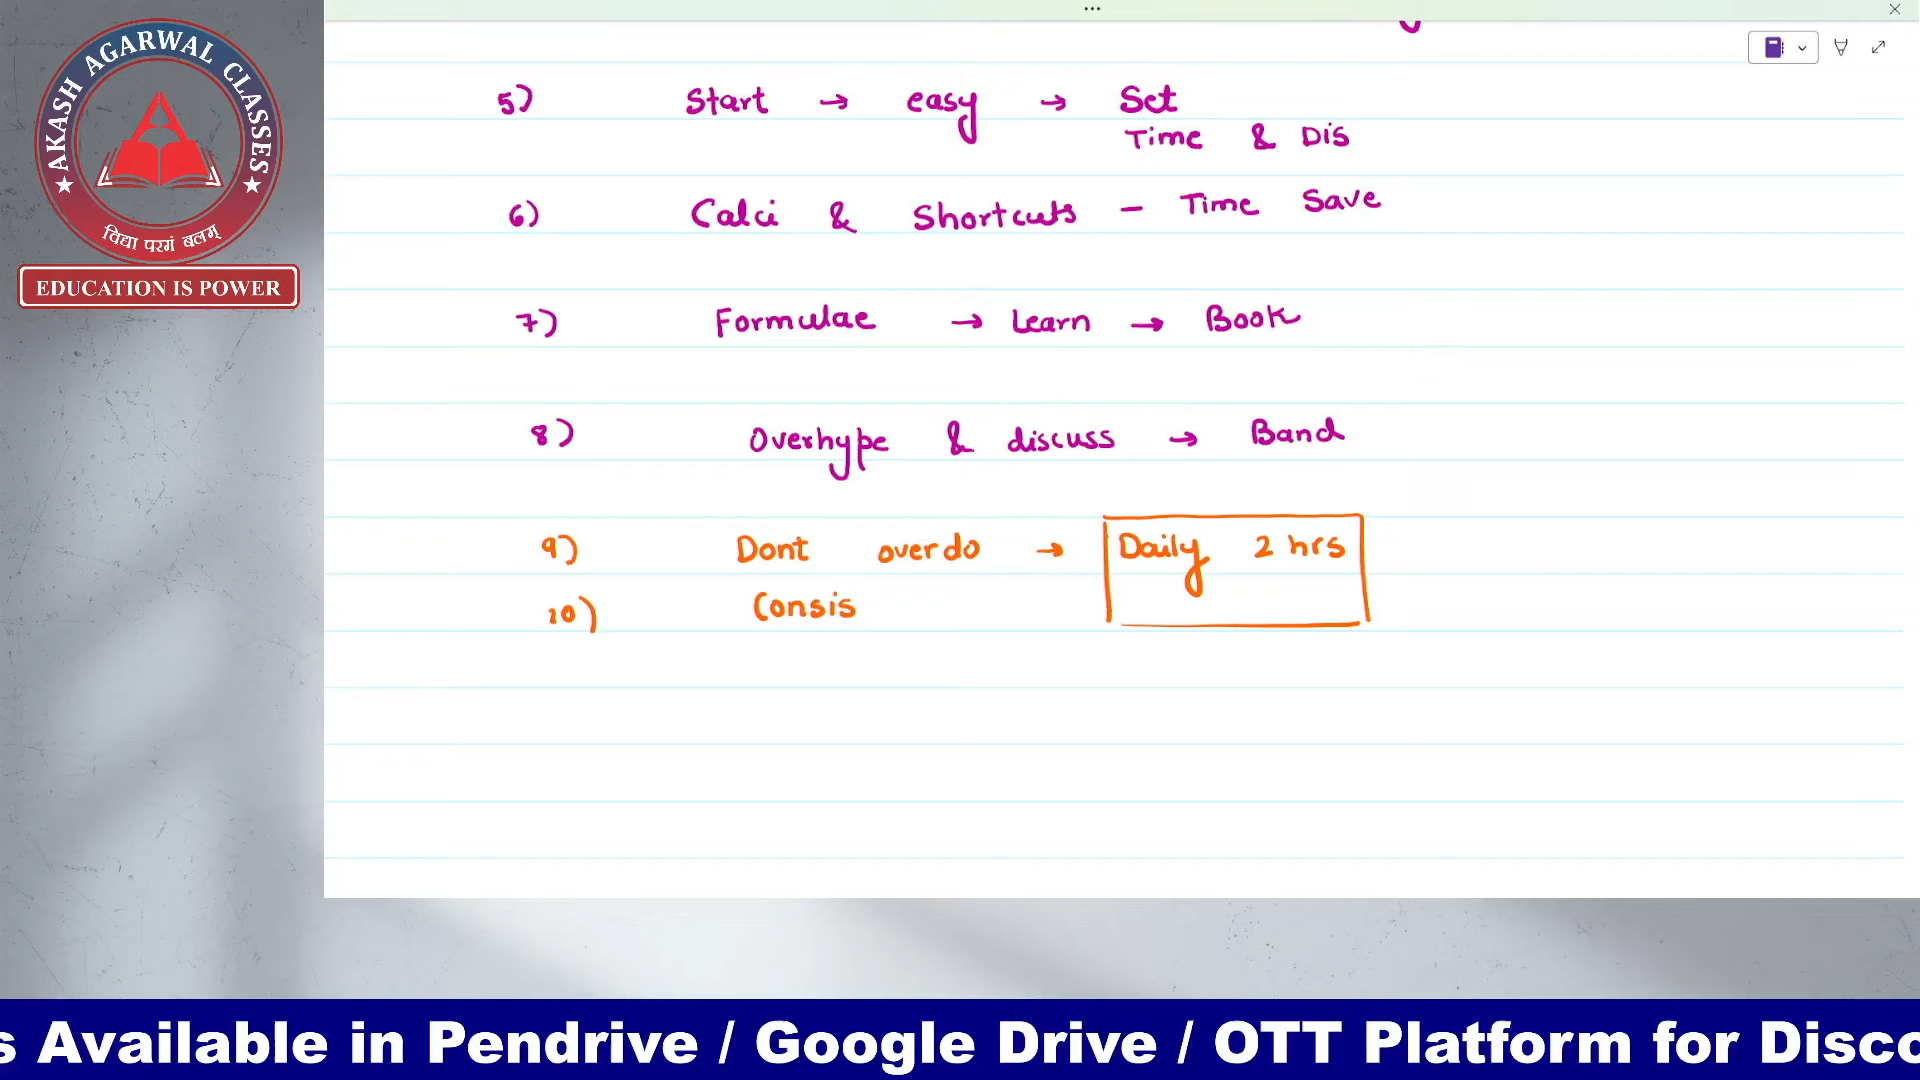 AKASH AGARWAL CLASSES
विद्या परमं बलम्
EDUCATION IS POWER
5) Start → easy → Set
Time & Dis
6) Calci & Shortcuts - Time Save
7) Formulae → Learn → Book
8) Overhype & discuss → Band
9) Dont overdo → Daily 2 hrs
10) Consis
s Available in Pendrive / Google Drive / OTT Platform for Disco